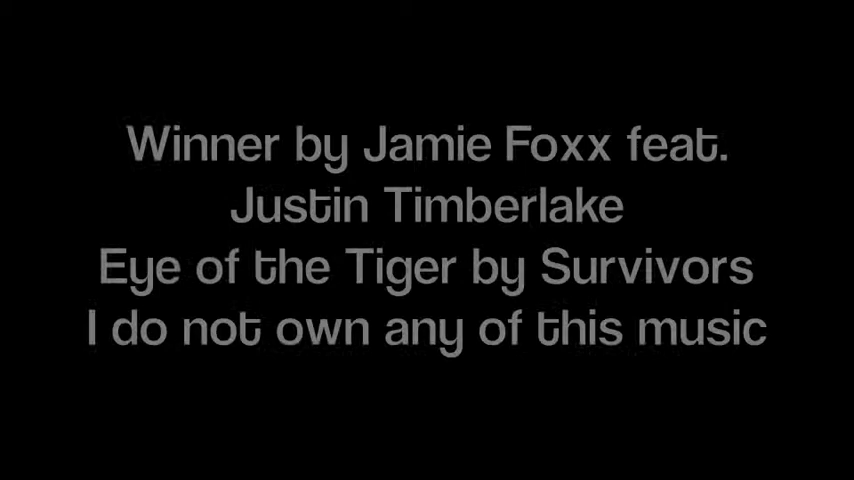 Winner by Jamie Foxx feat.
Justin Timberlake
Eye of the Tiger by Survivors
I do not own any of this music